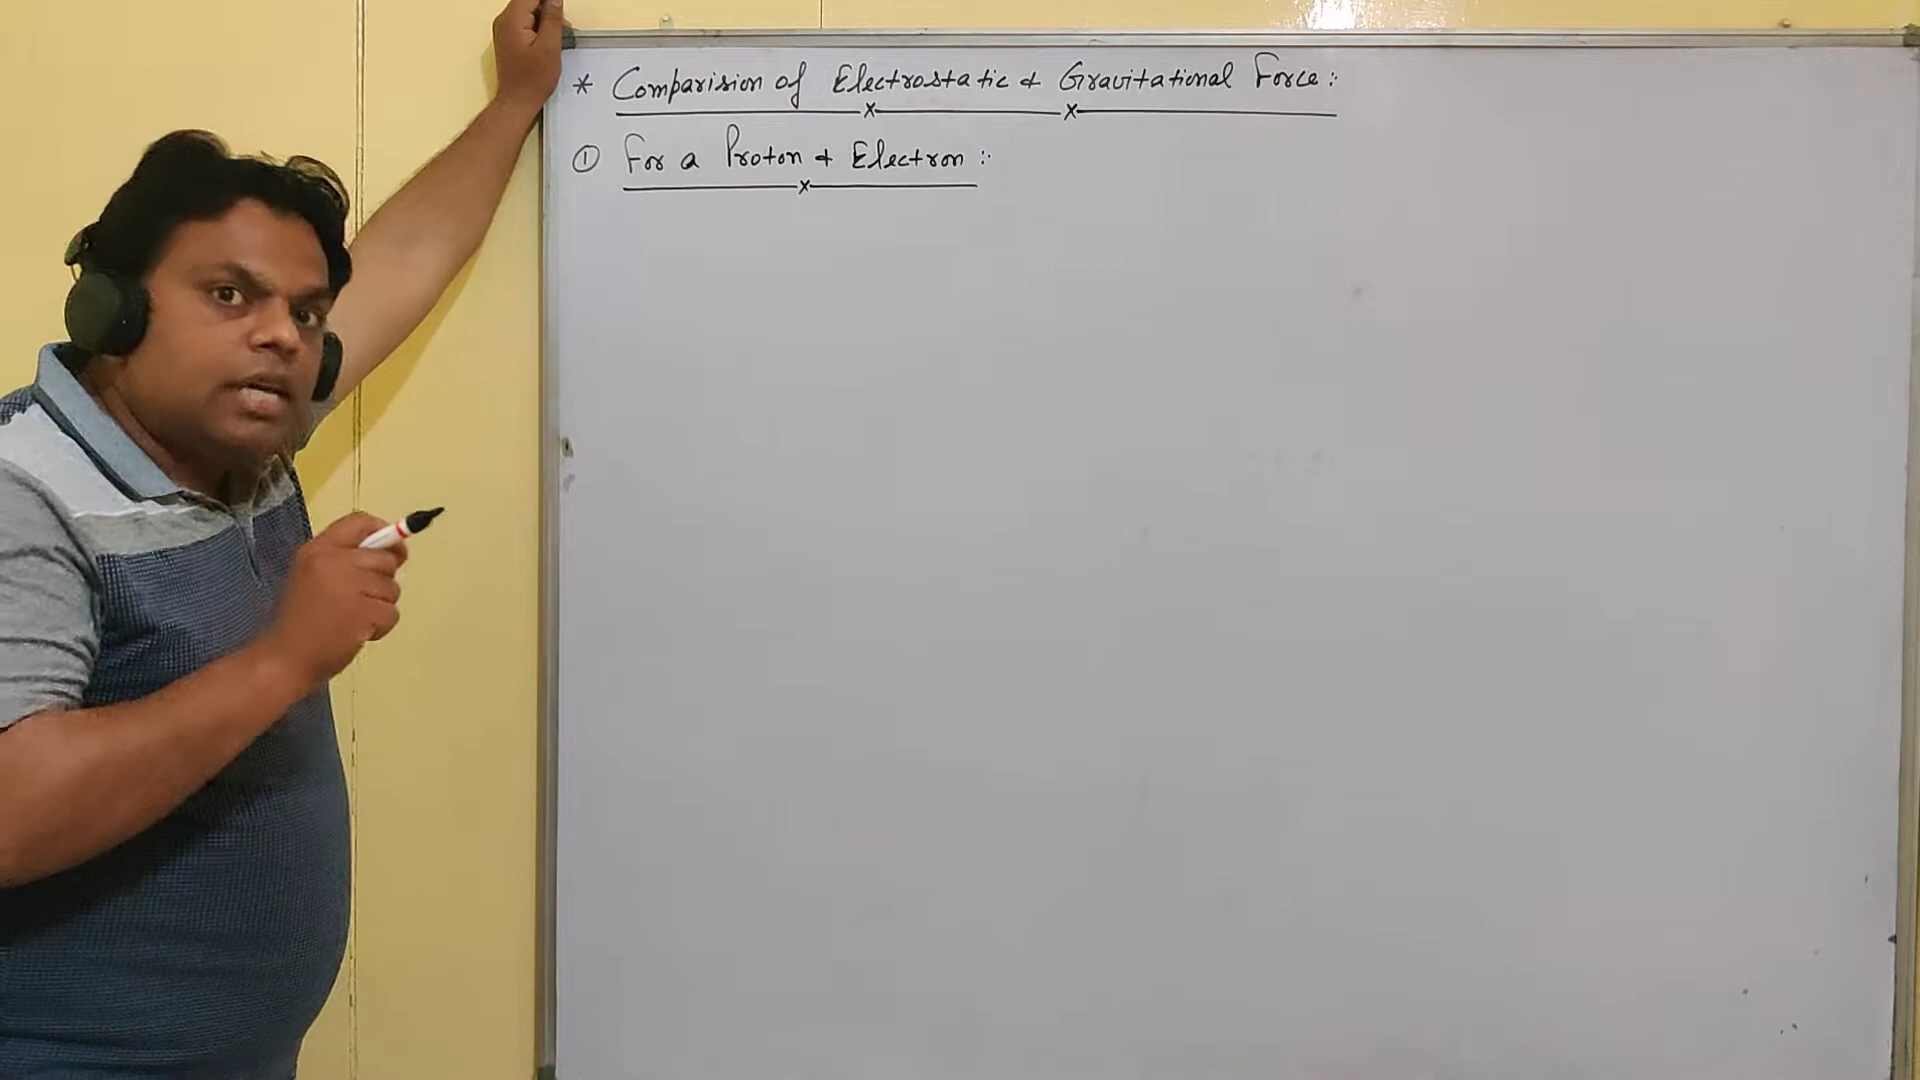 * Comparision of Electrostatic & Gravitational Force :
① For a Proton & Electron :